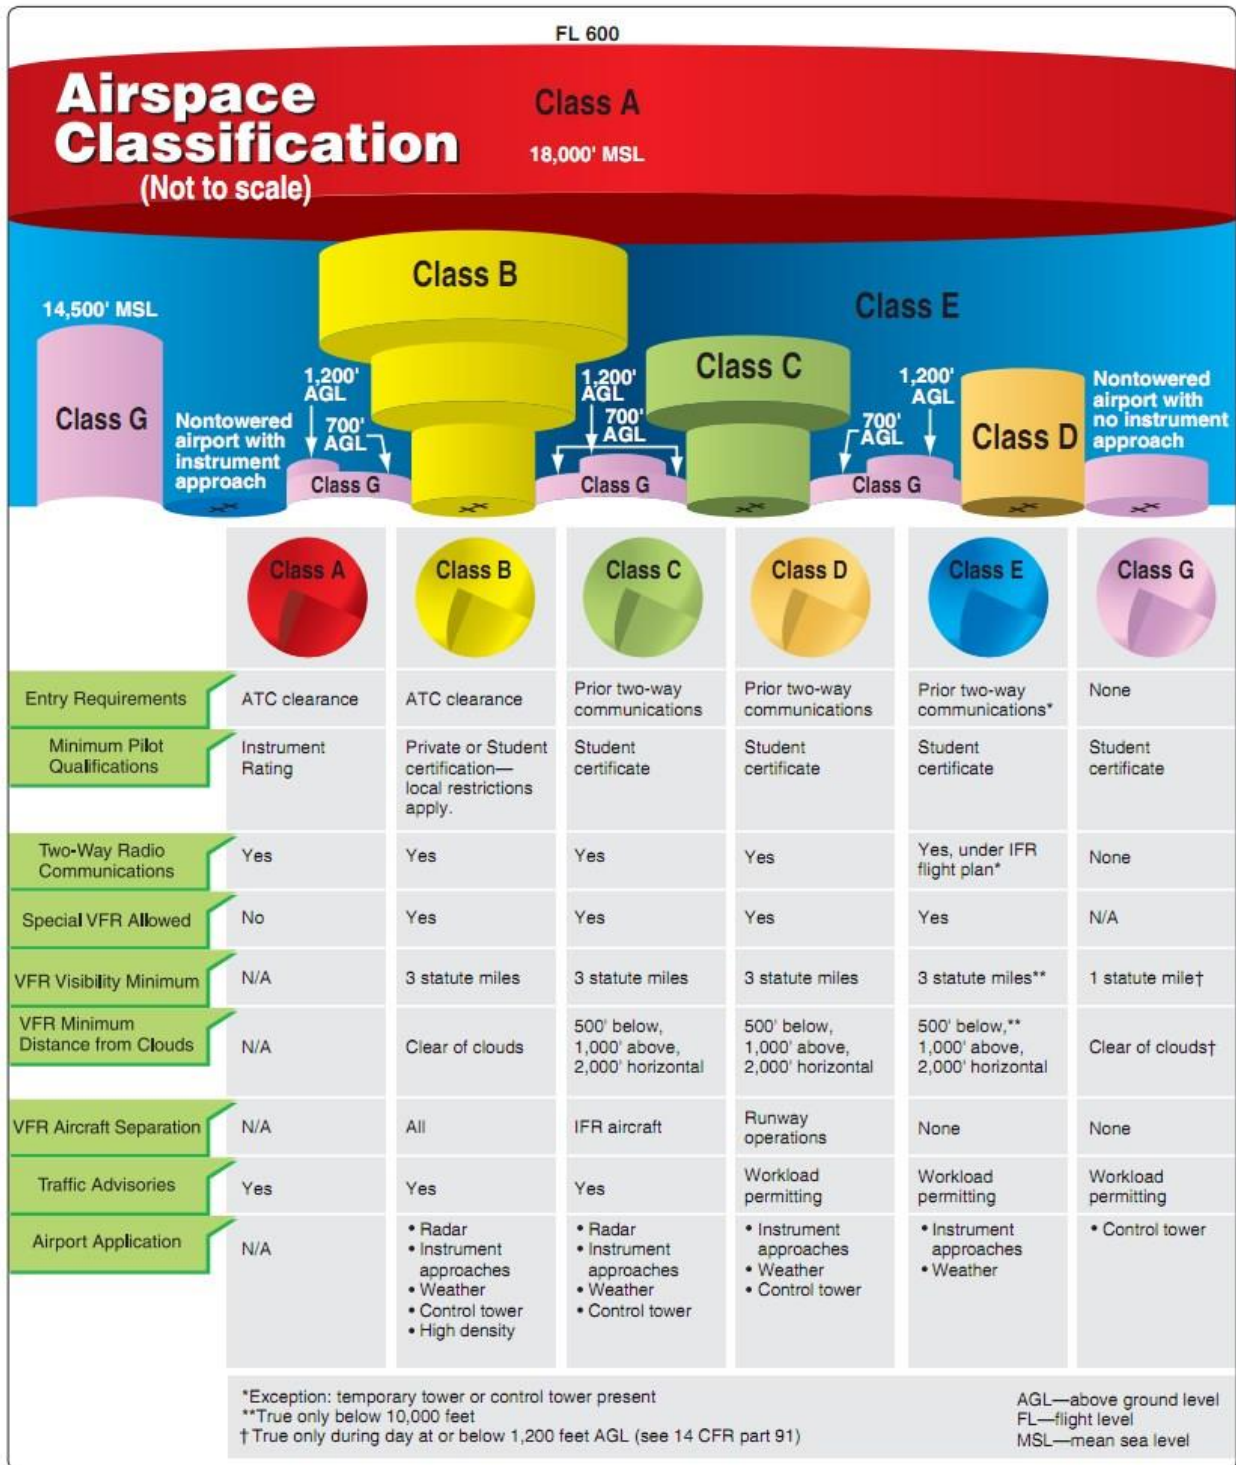 FL 600
Airspace
Classification
(Not to scale)
Class A
18,000' MSL
Class B
Class E
14,500' MSL
Class G
Nontowered
airport with
instrument
approach
1,200'
AGL
700'
AGL
Class G
1,200'
AGL
700'
AGL
Class G
Class C
1,200'
AGL
700'
AGL
Class G
Class D
Nontowered
airport with
no instrument
approach
Class A
Class B
Class C
Class D
Class E
Class G
Entry Requirements
ATC clearance
ATC clearance
Prior two-way
communications
Prior two-way
communications
Prior two-way
communications*
None
Minimum Pilot
Qualifications
Instrument
Rating
Private or Student
certification—
local restrictions
apply.
Student
certificate
Student
certificate
Student
certificate
Student
certificate
Two-Way Radio
Communications
Yes
Yes
Yes
Yes
Yes, under IFR
flight plan*
None
Special VFR Allowed
No
Yes
Yes
Yes
Yes
N/A
VFR Visibility Minimum
N/A
3 statute miles
3 statute miles
3 statute miles
3 statute miles**
1 statute mile†
VFR Minimum
Distance from Clouds
N/A
Clear of clouds
500' below,
1,000' above,
2,000' horizontal
500' below,
1,000' above,
2,000' horizontal
500' below,**
1,000' above,
2,000' horizontal
Clear of clouds†
VFR Aircraft Separation
N/A
All
IFR aircraft
Runway
operations
None
None
Traffic Advisories
Yes
Yes
Yes
Workload
permitting
Workload
permitting
Workload
permitting
Airport Application
N/A
• Radar
• Instrument
approaches
• Weather
• Control tower
• High density
• Radar
• Instrument
approaches
• Weather
• Control tower
• Instrument
approaches
• Weather
• Control tower
• Instrument
approaches
• Weather
• Control tower
*Exception: temporary tower or control tower present
**True only below 10,000 feet
† True only during day at or below 1,200 feet AGL (see 14 CFR part 91)
AGL—above ground level
FL—flight level
MSL—mean sea level